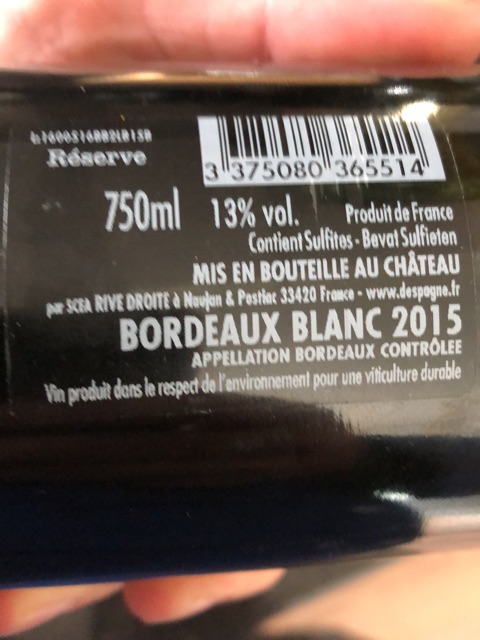 b1600516BB2LB15B
Réserve
3 375080 365514
750ml 13% vol. Produit de France
Contient Sulfites - Bevat Sulfieten
MIS EN BOUTEILLE AU CHÂTEAU
par SCEA RIVE DROITE à Naujan & Postiac 33420 France - www.despagne.fr
BORDEAUX BLANC 2015
APPELLATION BORDEAUX CONTRÔLÉE
Vin produit dans le respect de l'environnement pour une viticulture durable